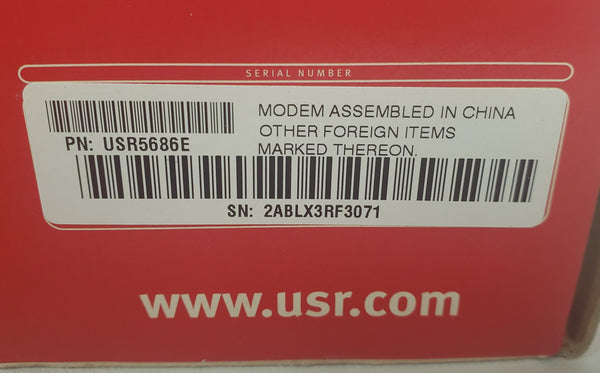 SERIAL NUMBER
PN: USR5686E
MODEM ASSEMBLED IN CHINA
OTHER FOREIGN ITEMS
MARKED THEREON.
SN: 2ABLX3RF3071
www.usr.com